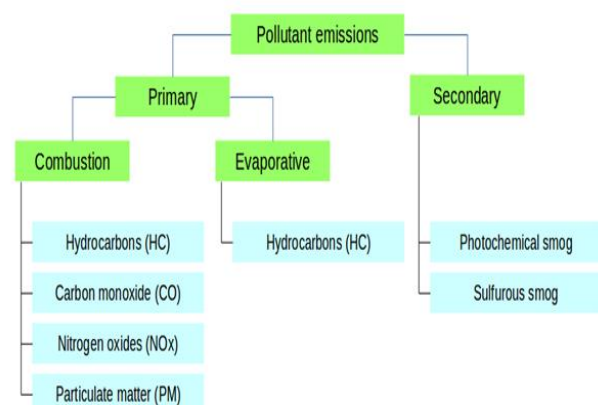 Pollutant emissions
Primary
Secondary
Combustion
Evaporative
Hydrocarbons (HC)
Hydrocarbons (HC)
Photochemical smog
Carbon monoxide (CO)
Sulfurous smog
Nitrogen oxides (NOx)
Particulate matter (PM)